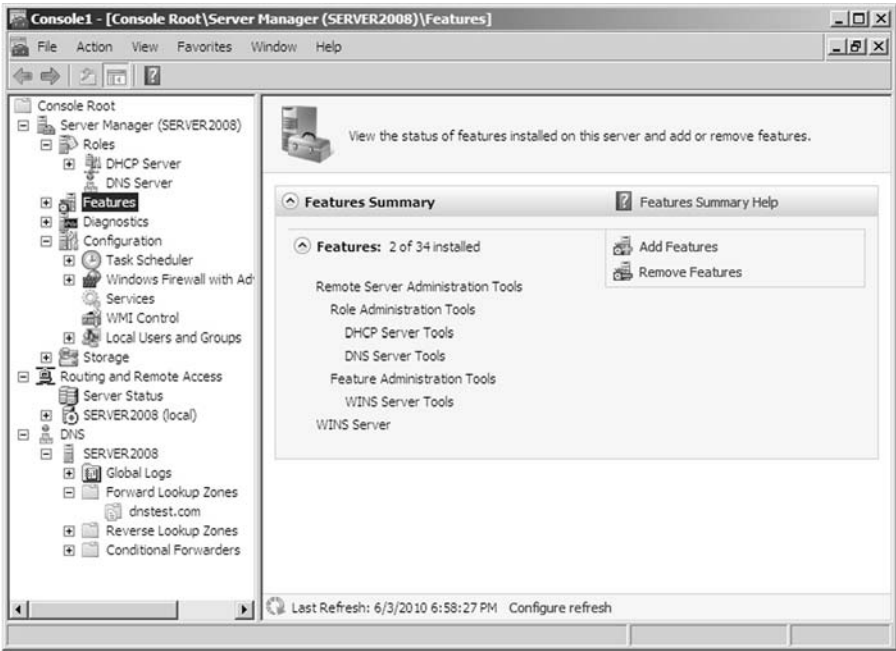 Console1 - [Console Root\Server Manager (SERVER2008)\Features]
File Action View Favorites Window Help
Console Root
Server Manager (SERVER2008)
Roles
DHCP Server
DNS Server
Features
Diagnostics
Configuration
Task Scheduler
Windows Firewall with Ad
Services
WMI Control
Local Users and Groups
Storage
Routing and Remote Access
Server Status
SERVER2008 (local)
DNS
SERVER2008
Global Logs
Forward Lookup Zones
dnstest.com
Reverse Lookup Zones
Conditional Forwarders
View the status of features installed on this server and add or remove features.
Features Summary
Features Summary Help
Features: 2 of 34 installed
Add Features
Remove Features
Remote Server Administration Tools
Role Administration Tools
DHCP Server Tools
DNS Server Tools
Feature Administration Tools
WINS Server Tools
WINS Server
Last Refresh: 6/3/2010 6:58:27 PM Configure refresh